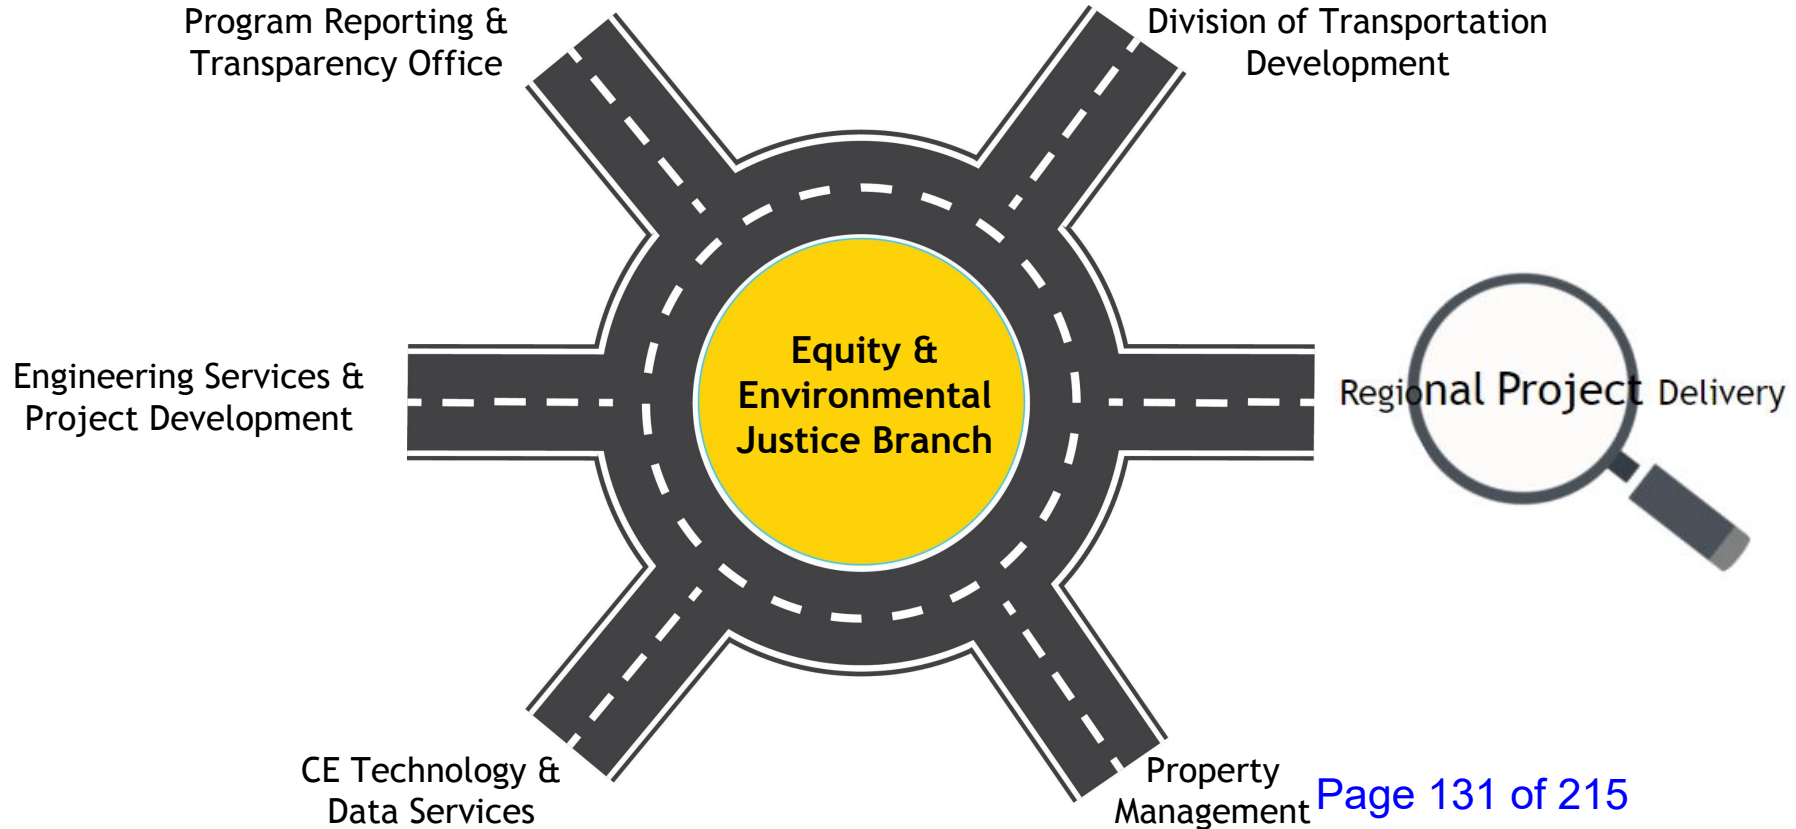 Program Reporting &
Transparency Office
Division of Transportation
Development
Engineering Services &
Project Development
Equity &
Environmental
Justice Branch
Regional Project Delivery
CE Technology &
Data Services
Property
Management
Page 131 of 215